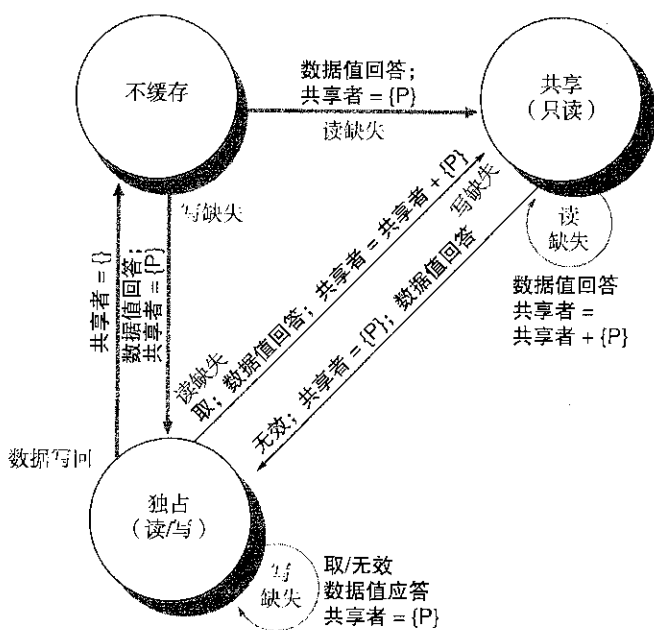 不缓存
数据值回答;
共享者 = {P}
读缺失
共享
(只读)
写缺失
共享者 = {}
数据值回答;
共享者 = {P}
读缺失
取; 数据值回答; 共享者 = 共享者 + {P}
写缺失
无效; 共享者 = {P}; 数据值回答
读
缺失
数据值回答
共享者 =
共享者 + {P}
数据写回
独占
(读/写)
写
缺失
取/无效
数据值应答
共享者 = {P}